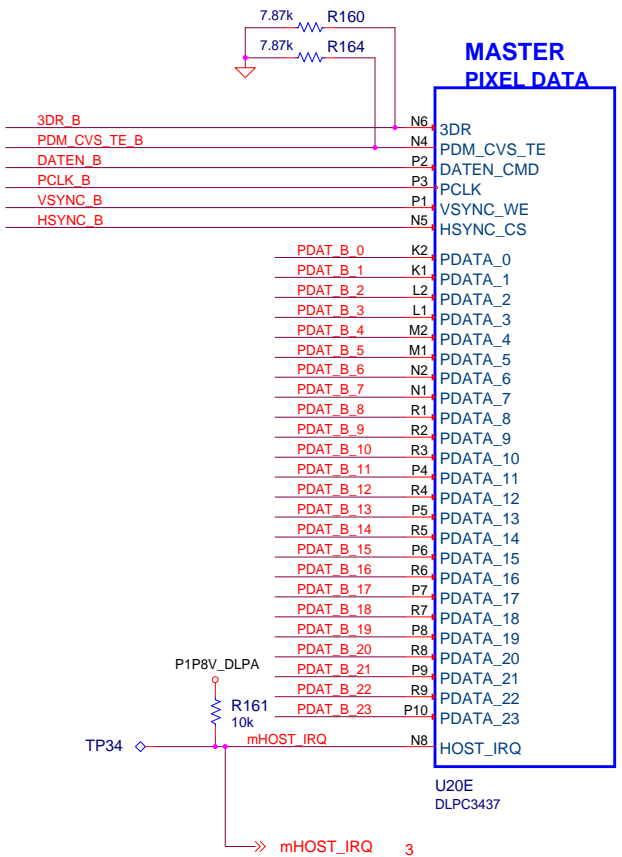 7.87k R160
7.87k R164
MASTER
PIXEL DATA
3DR_B N6 3DR
PDM_CVS_TE_B N4 PDM_CVS_TE
DATEN_B P2 DATEN_CMD
PCLK_B P3 PCLK
VSYNC_B P1 VSYNC_WE
HSYNC_B N5 HSYNC_CS
PDAT_B_0 K2 PDATA_0
PDAT_B_1 K1 PDATA_1
PDAT_B_2 L2 PDATA_2
PDAT_B_3 L1 PDATA_3
PDAT_B_4 M2 PDATA_4
PDAT_B_5 M1 PDATA_5
PDAT_B_6 N2 PDATA_6
PDAT_B_7 N1 PDATA_7
PDAT_B_8 R1 PDATA_8
PDAT_B_9 R2 PDATA_9
PDAT_B_10 R3 PDATA_10
PDAT_B_11 P4 PDATA_11
PDAT_B_12 R4 PDATA_12
PDAT_B_13 P5 PDATA_13
PDAT_B_14 R5 PDATA_14
PDAT_B_15 P6 PDATA_15
PDAT_B_16 R6 PDATA_16
PDAT_B_17 P7 PDATA_17
PDAT_B_18 R7 PDATA_18
PDAT_B_19 P8 PDATA_19
PDAT_B_20 R8 PDATA_20
PDAT_B_21 P9 PDATA_21
PDAT_B_22 R9 PDATA_22
PDAT_B_23 P10 PDATA_23
P1P8V_DLPA
R161
10k
TP34 mHOST_IRQ N8 HOST_IRQ
U20E
DLPC3437
mHOST_IRQ 3